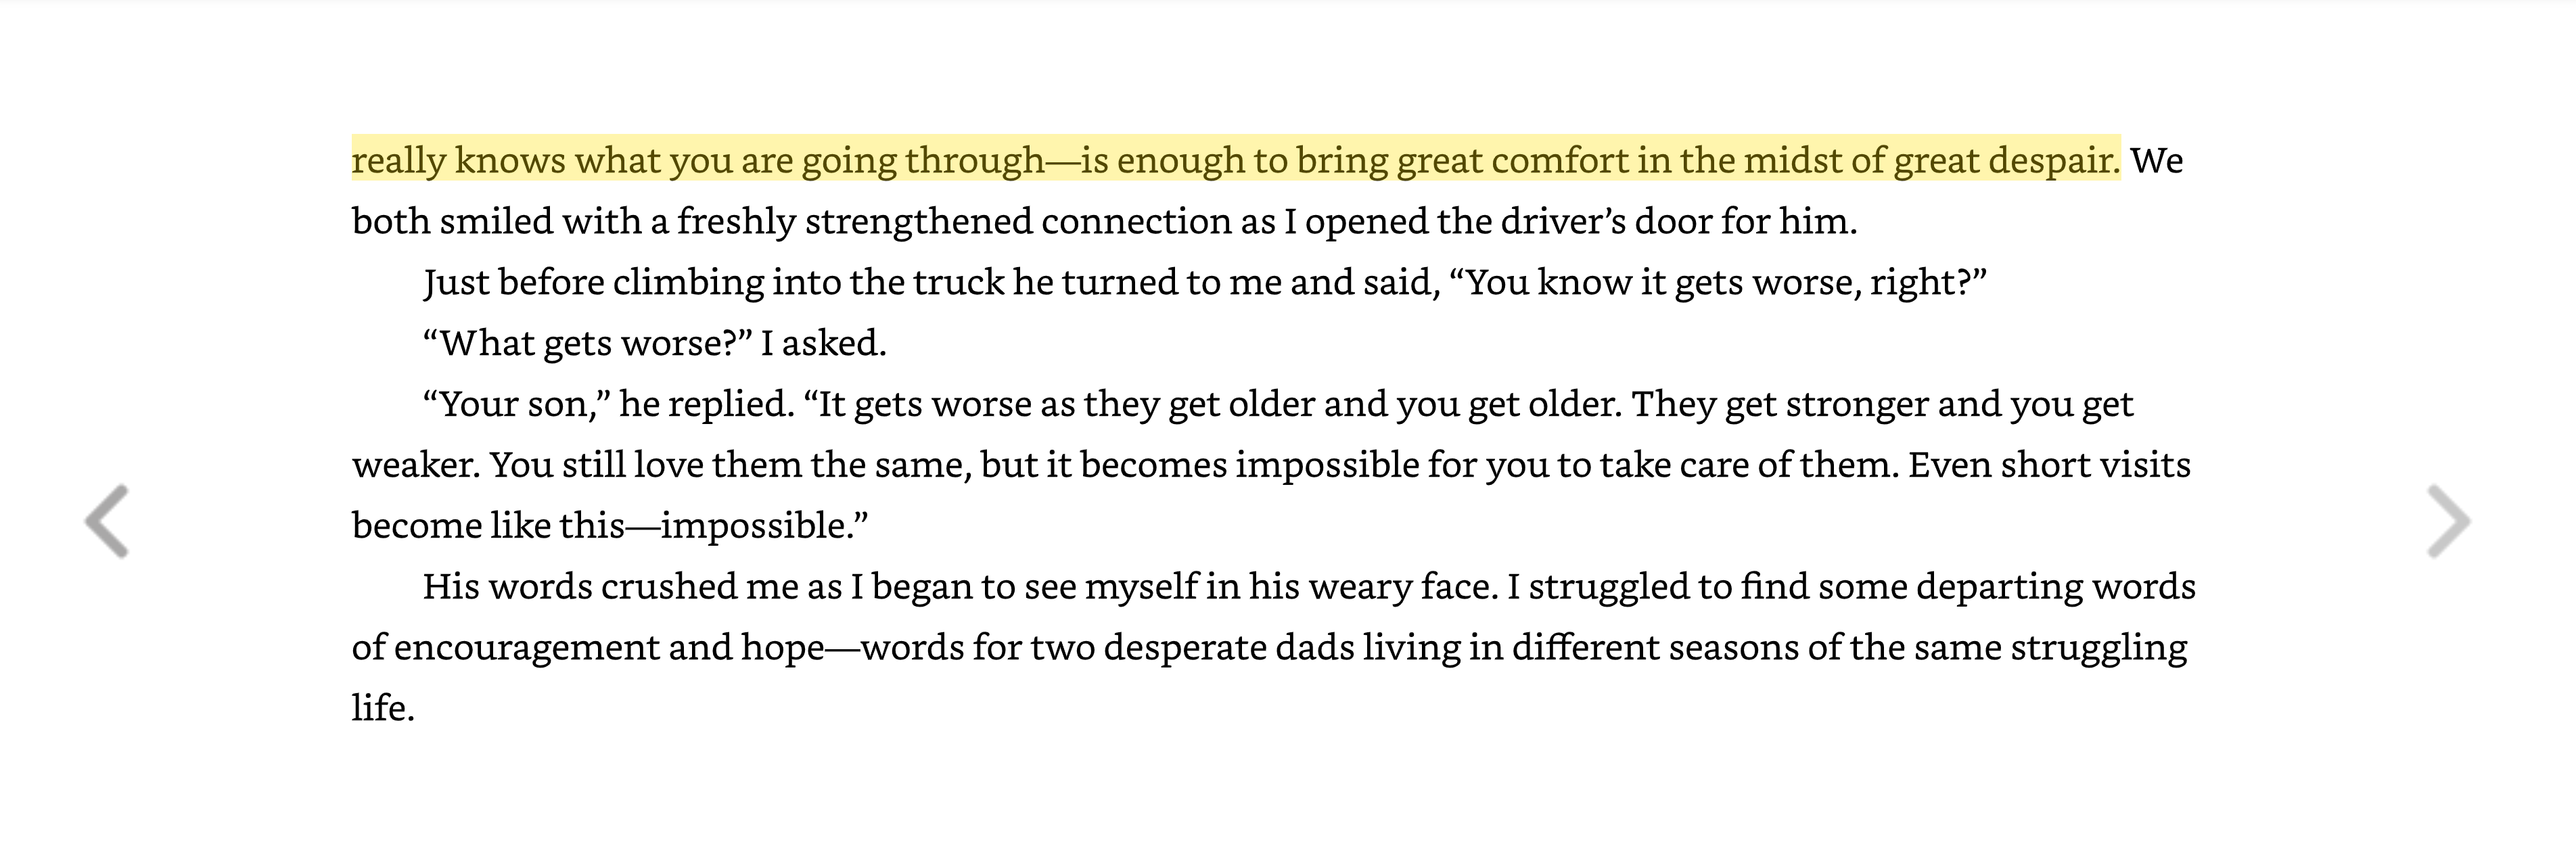 really knows what you are going through—is enough to bring great comfort in the midst of great despair. We
both smiled with a freshly strengthened connection as I opened the driver’s door for him.
Just before climbing into the truck he turned to me and said, “You know it gets worse, right?”
“What gets worse?” I asked.
“Your son,” he replied. “It gets worse as they get older and you get older. They get stronger and you get
weaker. You still love them the same, but it becomes impossible for you to take care of them. Even short visits
become like this—impossible.”
His words crushed me as I began to see myself in his weary face. I struggled to find some departing words
of encouragement and hope—words for two desperate dads living in different seasons of the same struggling
life.